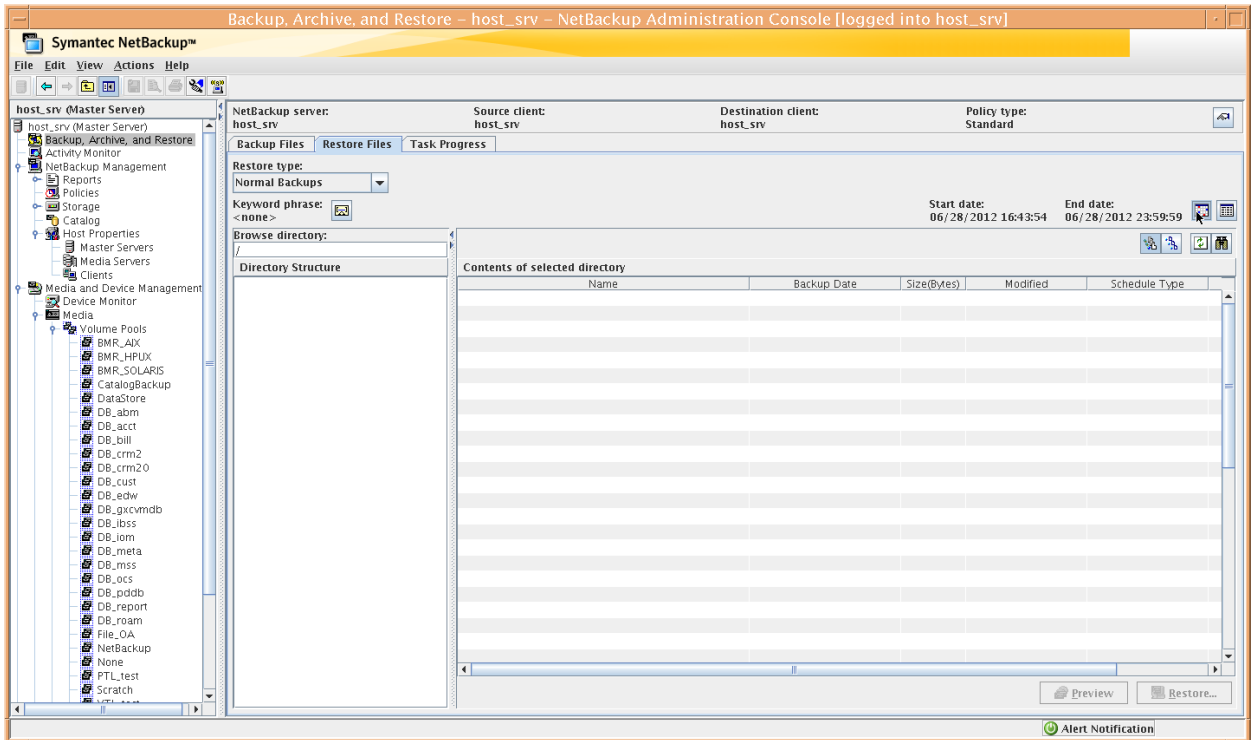 Backup, Archive, and Restore – host_srv – NetBackup Administration Console [logged into host_srv]
Symantec NetBackup™
File Edit View Actions Help
host_srv (Master Server)
host_srv (Master Server)
Backup, Archive, and Restore
Activity Monitor
NetBackup Management
Reports
Policies
Storage
Catalog
Host Properties
Master Servers
Media Servers
Clients
Media and Device Management
Device Monitor
Media
Volume Pools
BMR_AIX
BMR_HPUX
BMR_SOLARIS
CatalogBackup
DataStore
DB_abm
DB_acct
DB_bill
DB_crm2
DB_crm20
DB_cust
DB_edw
DB_gxcvmdb
DB_ibss
DB_iom
DB_meta
DB_mss
DB_ocs
DB_pddb
DB_report
DB_roam
File_OA
NetBackup
None
PTL_test
Scratch
NetBackup server: Source client: Destination client: Policy type:
host_srv host_srv host_srv Standard
Backup Files Restore Files Task Progress
Restore type:
Normal Backups
Keyword phrase: Start date: End date:
<none> 06/28/2012 16:43:54 06/28/2012 23:59:59
Browse directory:
/
Directory Structure Contents of selected directory
Name Backup Date Size(Bytes) Modified Schedule Type
Preview Restore...
Alert Notification